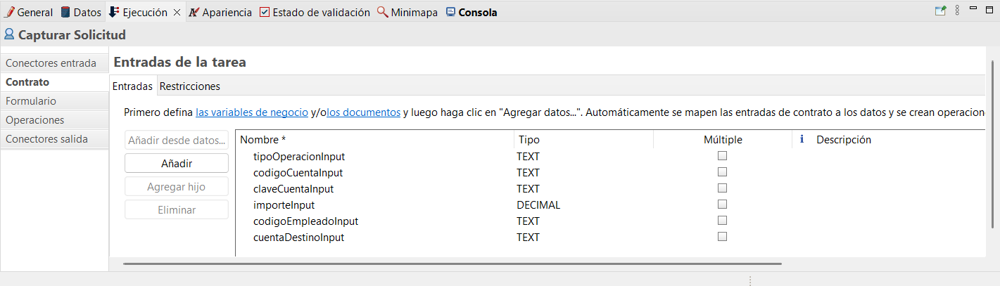 General Datos Ejecución Apariencia Estado de validación Minimapa Consola
Capturar Solicitud
Conectores entrada
Contrato
Formulario
Operaciones
Conectores salida
Entradas de la tarea
Entradas Restricciones
Primero defina las variables de negocio y/olos documentos y luego haga clic en "Agregar datos...". Automáticamente se mapen las entradas de contrato a los datos y se crean operacione
Añadir desde datos...
Añadir
Agregar hijo
Eliminar
Nombre * Tipo Múltiple i Descripción
tipoOperacionInput TEXT
codigoCuentaInput TEXT
claveCuentaInput TEXT
importeInput DECIMAL
codigoEmpleadoInput TEXT
cuentaDestinoInput TEXT